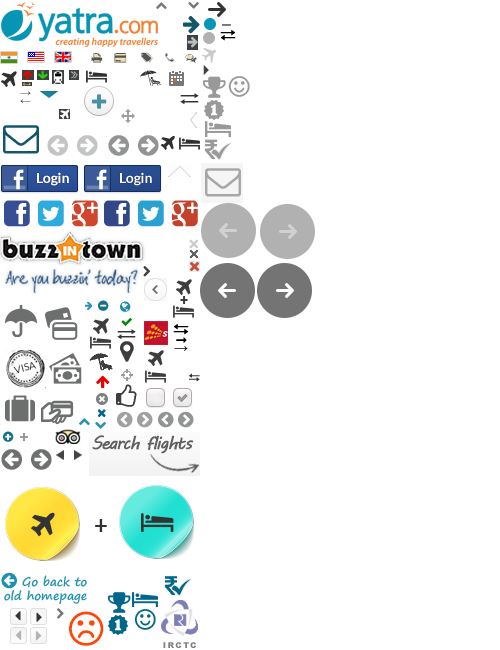 yatra.com
creating happy travellers
f Login f Login
f g+ f g+
buzz IN town
Are you buzzin' today?
VISA
S
Search flights
+
Go back to
old homepage
1
IRCTC